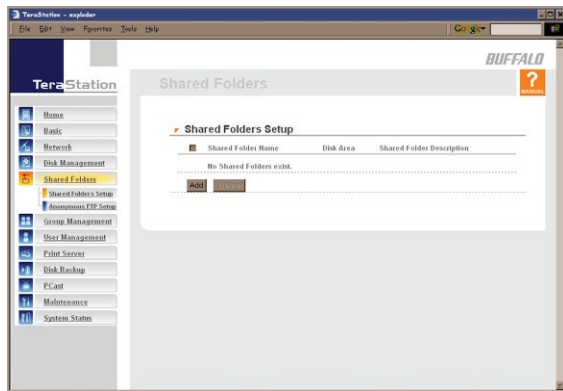 TeraStation - exploder
File Edit View Favorites Tools Help
Google
BUFFALO
TeraStation
Shared Folders
?
MANUAL
Home
Basic
Network
Disk Management
Shared Folders
Shared Folders Setup
Anonymous FTP Setup
Group Management
User Management
Print Server
Disk Backup
PCast
Maintenance
System Status
Shared Folders Setup
Shared Folder Name Disk Area Shared Folder Description
No Shared Folders exist.
Add Delete